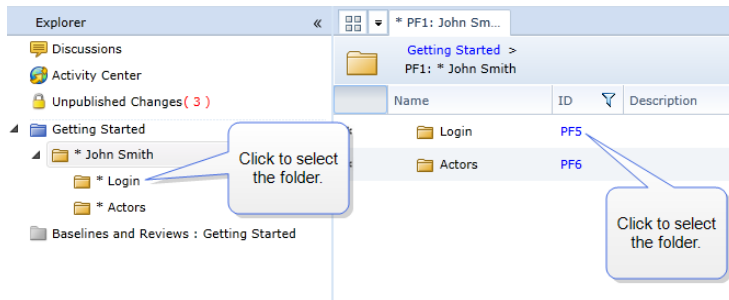 Explorer «
Discussions
Activity Center
Unpublished Changes( 3 )
Getting Started
* John Smith
* Login
* Actors
Baselines and Reviews : Getting Started
Click to select
the folder.
* PF1: John Sm...
Getting Started >
PF1: * John Smith
Name ID Description
* Login PF5
* Actors PF6
Click to select
the folder.